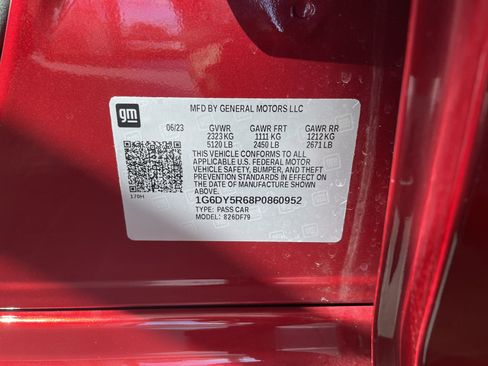 gm
MFD BY GENERAL MOTORS LLC
06/23 GVWR GAWR FRT GAWR RR
2323 KG 1111 KG 1212 KG
5120 LB 2450 LB 2671 LB
THIS VEHICLE CONFORMS TO ALL
APPLICABLE U.S. FEDERAL MOTOR
VEHICLE SAFETY, BUMPER, AND THEFT
PREVENTION STANDARDS IN EFFECT ON
THE DATE OF MANUFACTURE SHOWN
ABOVE.
1G6DY5R68P0860952
TYPE: PASS CAR
MODEL: 826DF79
170H